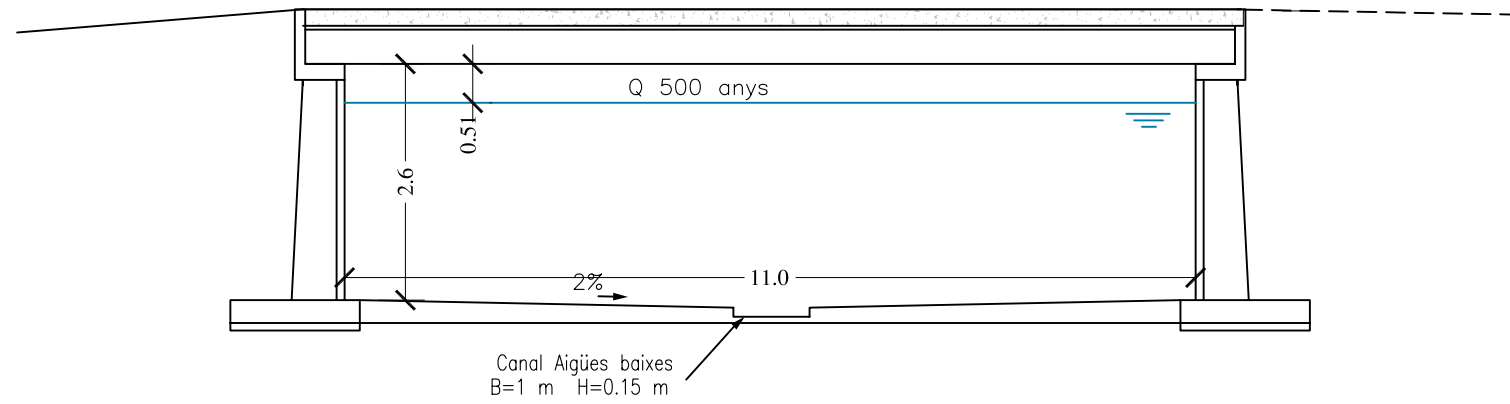 Q 500 anys
0.51
2.6
2%
11.0
Canal Aigües baixes
B=1 m H=0.15 m